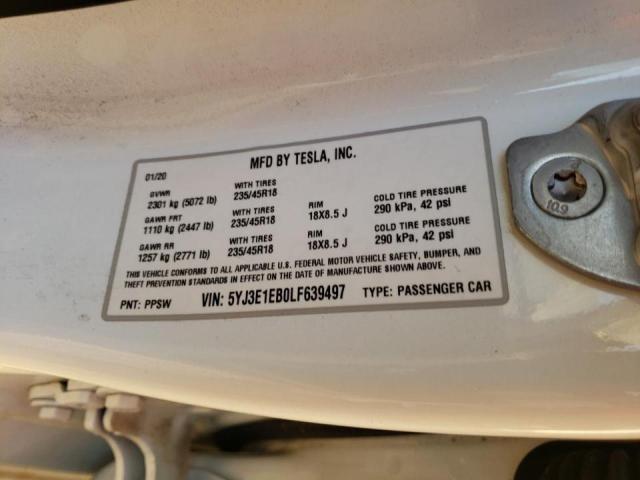 MFD BY TESLA, INC.
01/20
GVWR WITH TIRES
2301 kg (5072 lb) 235/45R18 RIM COLD TIRE PRESSURE
GAWR FRT WITH TIRES 18X8.5 J 290 kPa, 42 psi
1110 kg (2447 lb) 235/45R18
GAWR RR WITH TIRES RIM COLD TIRE PRESSURE
1257 kg (2771 lb) 235/45R18 18X8.5 J 290 kPa, 42 psi
THIS VEHICLE CONFORMS TO ALL APPLICABLE U.S. FEDERAL MOTOR VEHICLE SAFETY, BUMPER, AND
THEFT PREVENTION STANDARDS IN EFFECT ON THE DATE OF MANUFACTURE SHOWN ABOVE.
PNT: PPSW VIN: 5YJ3E1EB0LF639497 TYPE: PASSENGER CAR
10.9